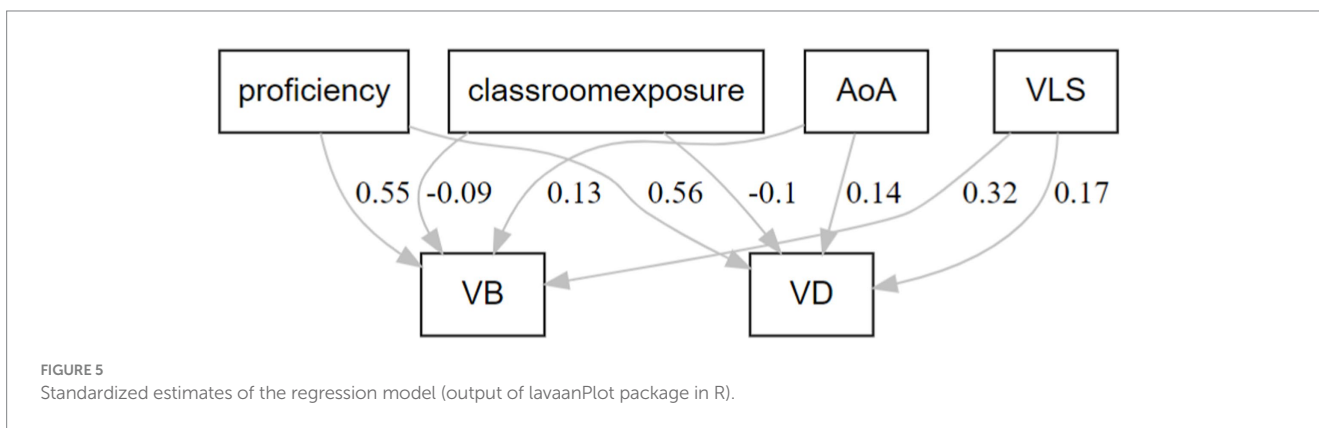 proficiency classroomexposure AoA VLS
0.55 -0.09 0.13 0.56 -0.1 0.14 0.32 0.17
VB VD
FIGURE 5
Standardized estimates of the regression model (output of lavaanPlot package in R).